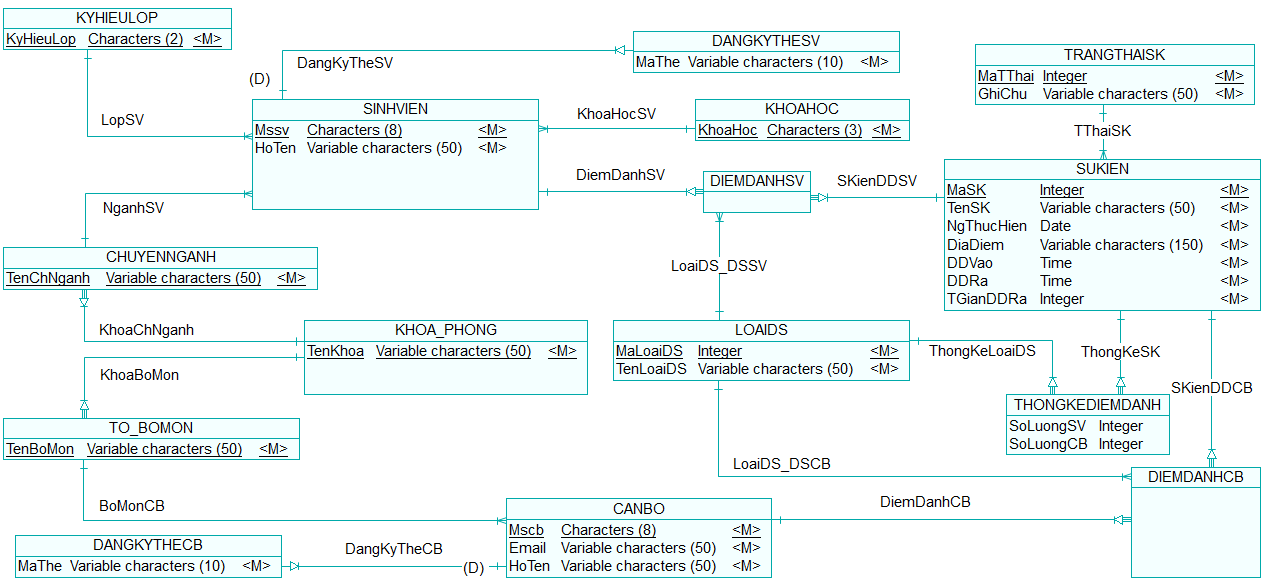 KYHIEULOP
KyHieuLop Characters (2) <M>
DANGKYTHESV
MaThe Variable characters (10) <M>
TRANGTHAISK
MaTThai Integer <M>
GhiChu Variable characters (50) <M>
DangKyTheSV
(D)
LopSV
SINHVIEN
Mssv Characters (8) <M>
HoTen Variable characters (50) <M>
KhoaHocSV
KHOAHOC
KhoaHoc Characters (3) <M>
TThaiSK
DiemDanhSV
DIEMDANHSV
SKienDDSV
SUKIEN
MaSK Integer <M>
TenSK Variable characters (50) <M>
NgThucHien Date <M>
DiaDiem Variable characters (150) <M>
DDVao Time <M>
DDRa Time <M>
TGianDDRa Integer <M>
NganhSV
CHUYENNGANH
TenChNganh Variable characters (50) <M>
LoaiDS_DSSV
KhoaChNganh
KHOA_PHONG
TenKhoa Variable characters (50) <M>
LOAIDS
MaLoaiDS Integer <M>
TenLoaiDS Variable characters (50) <M>
ThongKeLoaiDS
ThongKeSK
KhoaBoMon
SKienDDCB
THONGKEDIEMDANH
SoLuongSV Integer
SoLuongCB Integer
TO_BOMON
TenBoMon Variable characters (50) <M>
LoaiDS_DSCB
DIEMDANHCB
BoMonCB
CANBO
Mscb Characters (8) <M>
Email Variable characters (50) <M>
HoTen Variable characters (50) <M>
DiemDanhCB
DANGKYTHECB
MaThe Variable characters (10) <M>
DangKyTheCB
(D)